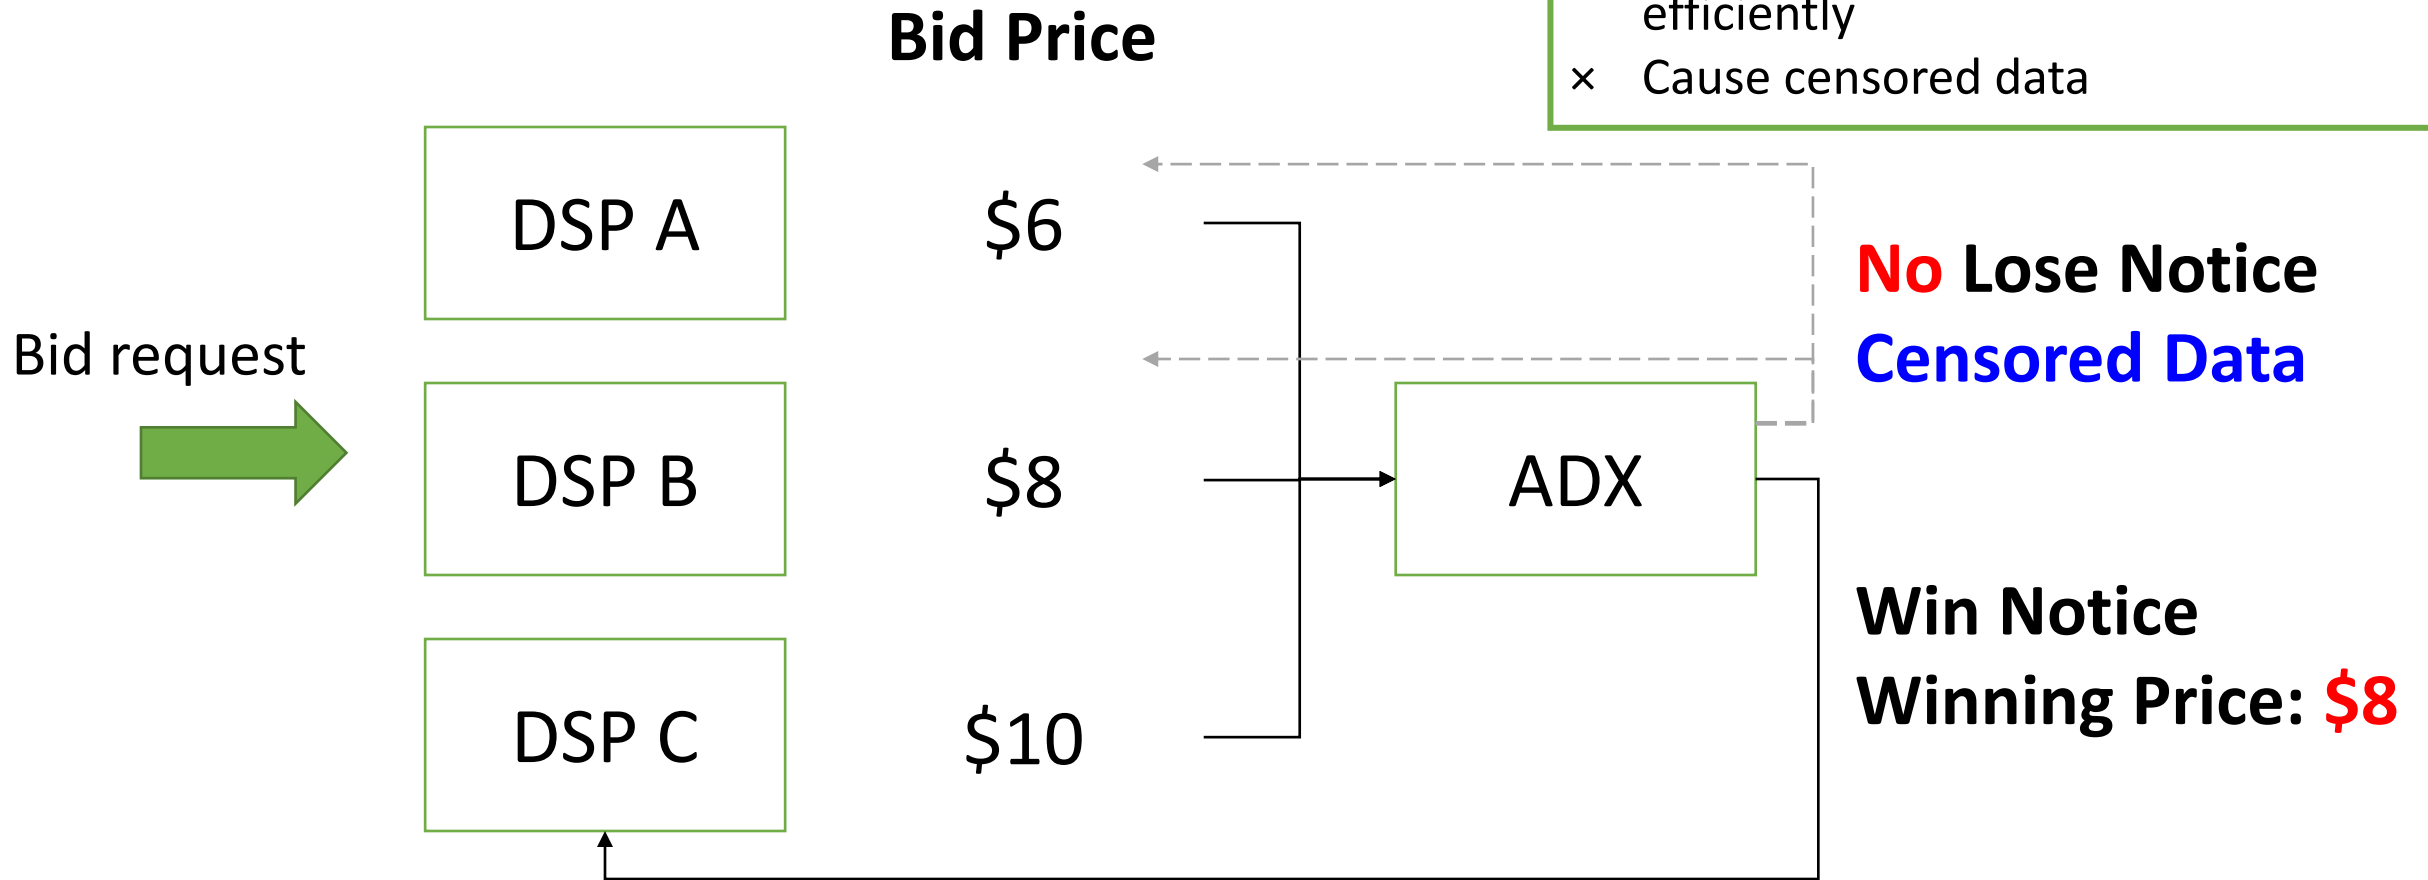 efficiently
× Cause censored data
Bid Price
DSP A
$6
No Lose Notice
Censored Data
Bid request
DSP B
$8
ADX
Win Notice
Winning Price: $8
DSP C
$10